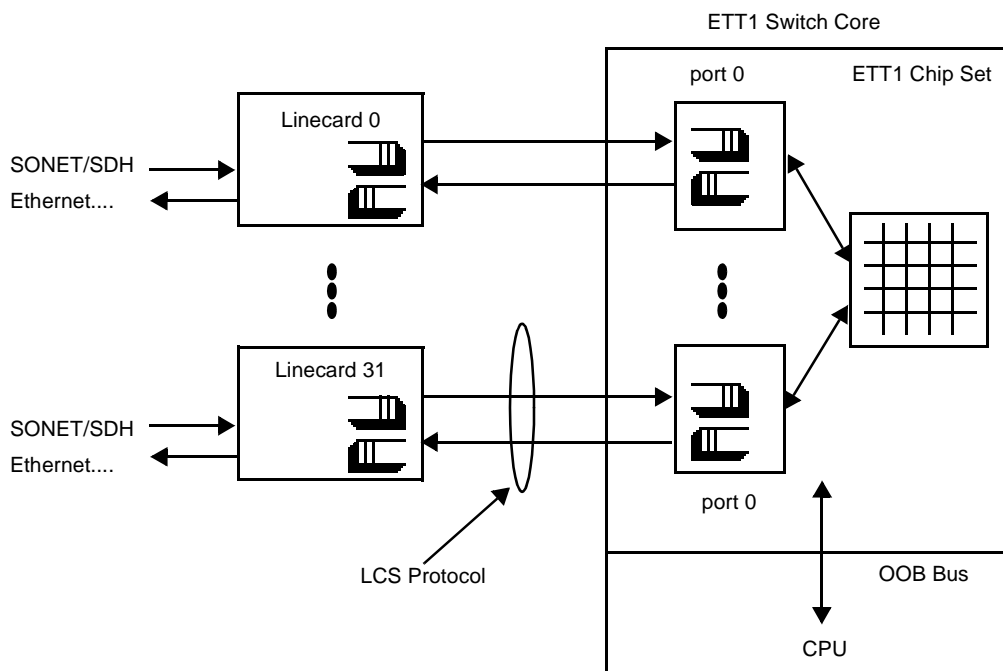 ETT1 Switch Core
port 0
ETT1 Chip Set
Linecard 0
SONET/SDH
Ethernet....
Linecard 31
SONET/SDH
Ethernet....
port 0
LCS Protocol
OOB Bus
CPU